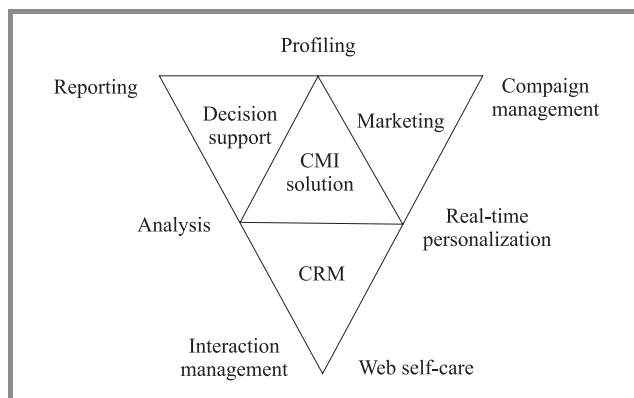 Profiling
Reporting
Compaign
management
Decision
support
Marketing
CMI
solution
Analysis
Real-time
personalization
CRM
Interaction
management
Web self-care